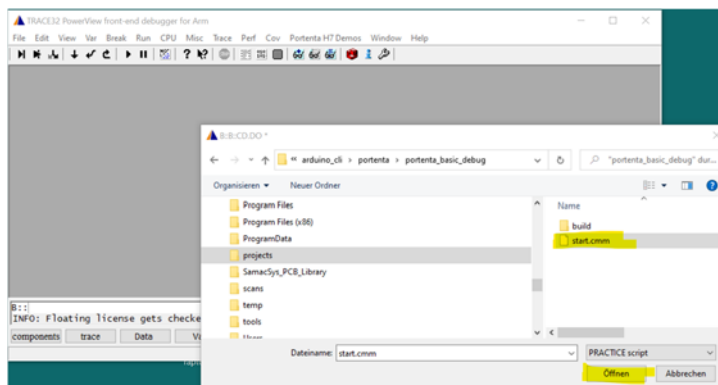 TRACE32 PowerView front-end debugger for Arm
File Edit View Var Break Run CPU Misc Trace Perf Cov Portenta H7 Demos Window Help
B::B::CD.DO *
« arduino_cli › portenta › portenta_basic_debug
"portenta_basic_debug" dur...
Organisieren Neuer Ordner
Program Files
Name
Program Files (x86)
build
ProgramData
start.cmm
projects
SamacSys_PCB_Library
scans
temp
B::
tools
INFO: Floating license gets checke
Users
components trace Data
Dateiname: start.cmm PRACTICE script
Öffnen Abbrechen